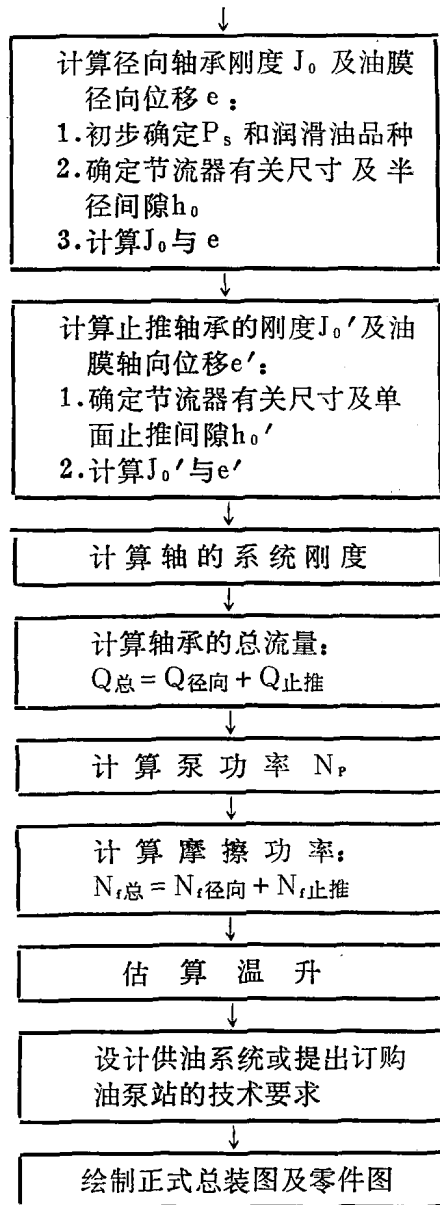 计算径向轴承刚度 J₀ 及油膜
径向位移 e：
1.初步确定Pₛ 和润滑油品种
2.确定节流器有关尺寸 及 半
径间隙h₀
3.计算J₀与 e
计算止推轴承的刚度J₀′及油
膜轴向位移e′：
1.确定节流器有关尺寸及单
面止推间隙h₀′
2.计算J₀′与e′
计算轴的系统刚度
计算轴承的总流量：
Q总 = Q径向 + Q止推
计算泵功率 Nₚ
计算摩擦功率：
Nf总 = Nf径向 + Nf止推
估算温升
设计供油系统或提出订购
油泵站的技术要求
绘制正式总装图及零件图